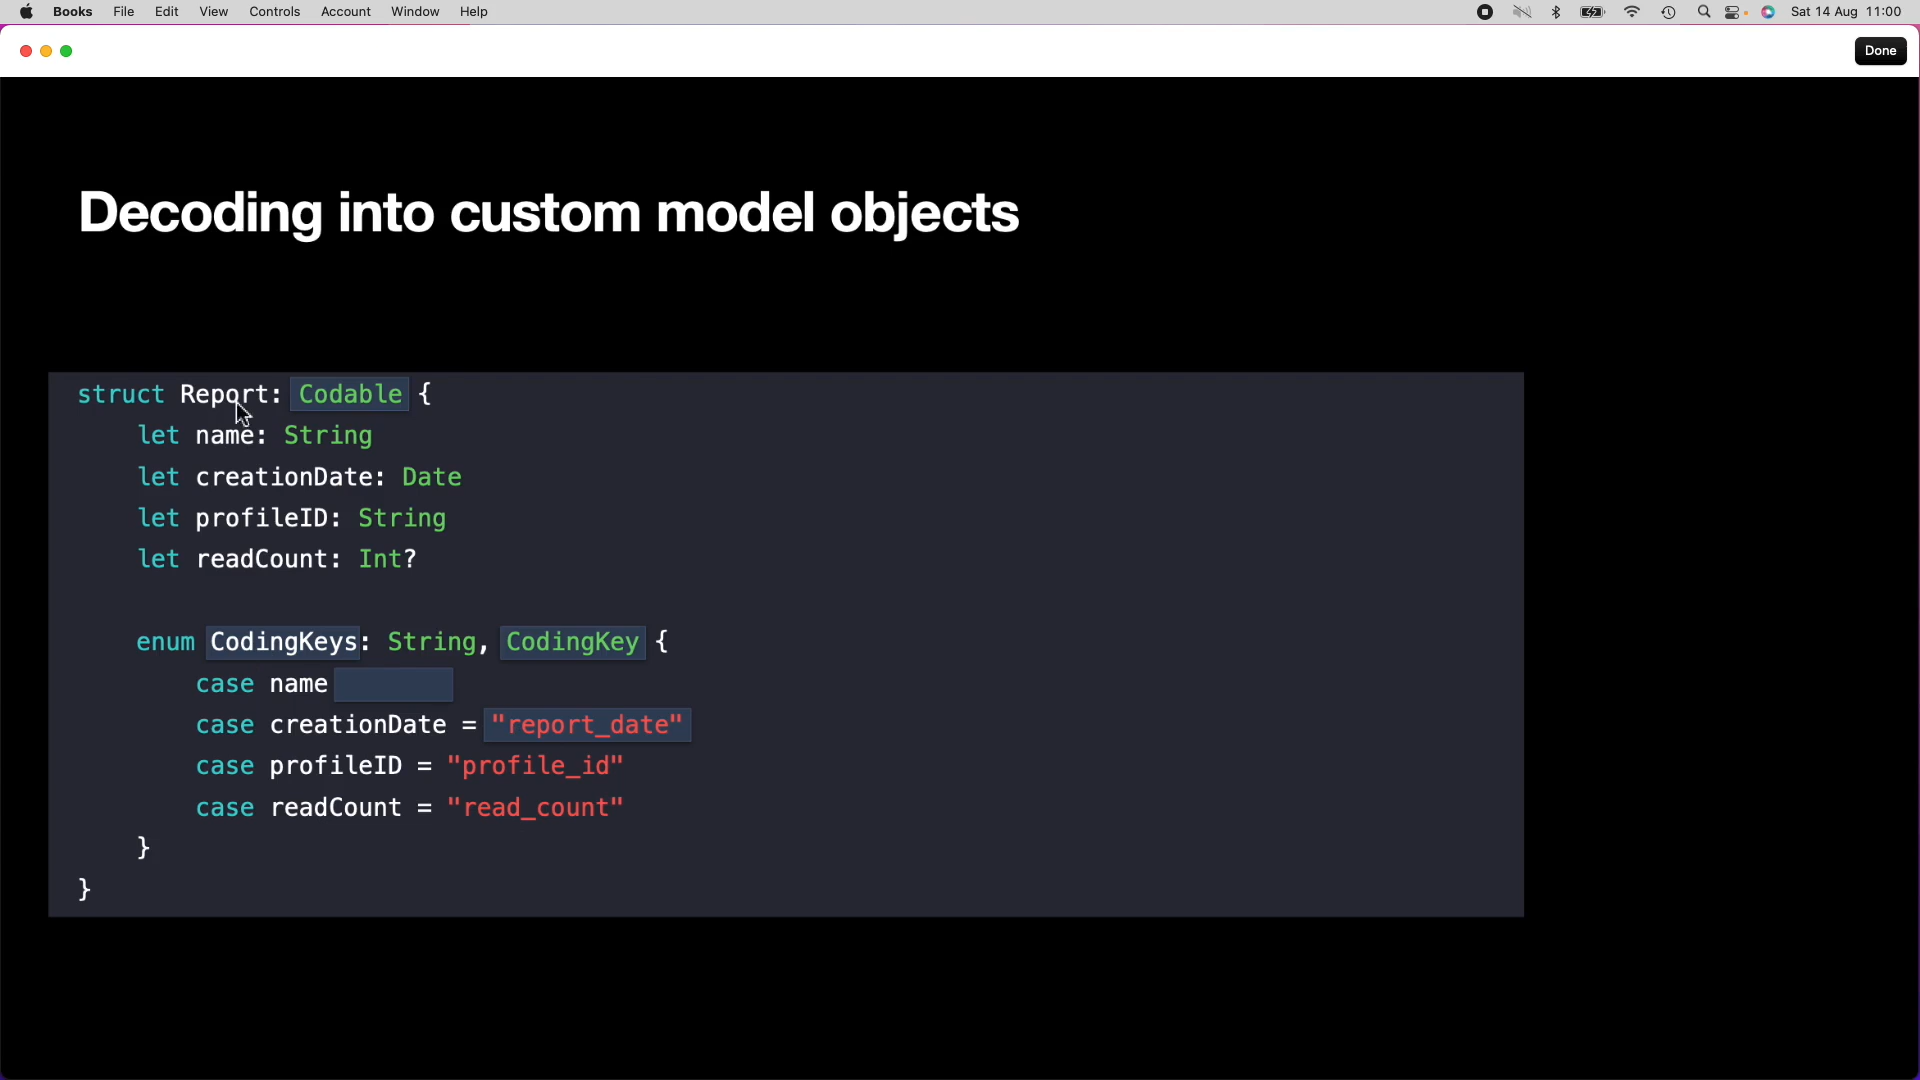 Books File Edit View Controls Account Window Help Sat 14 Aug 11:00
Done
Decoding into custom model objects
struct Report: Codable {
let name: String
let creationDate: Date
let profileID: String
let readCount: Int?
enum CodingKeys: String, CodingKey {
case name
case creationDate = "report_date"
case profileID = "profile_id"
case readCount = "read_count"
}
}